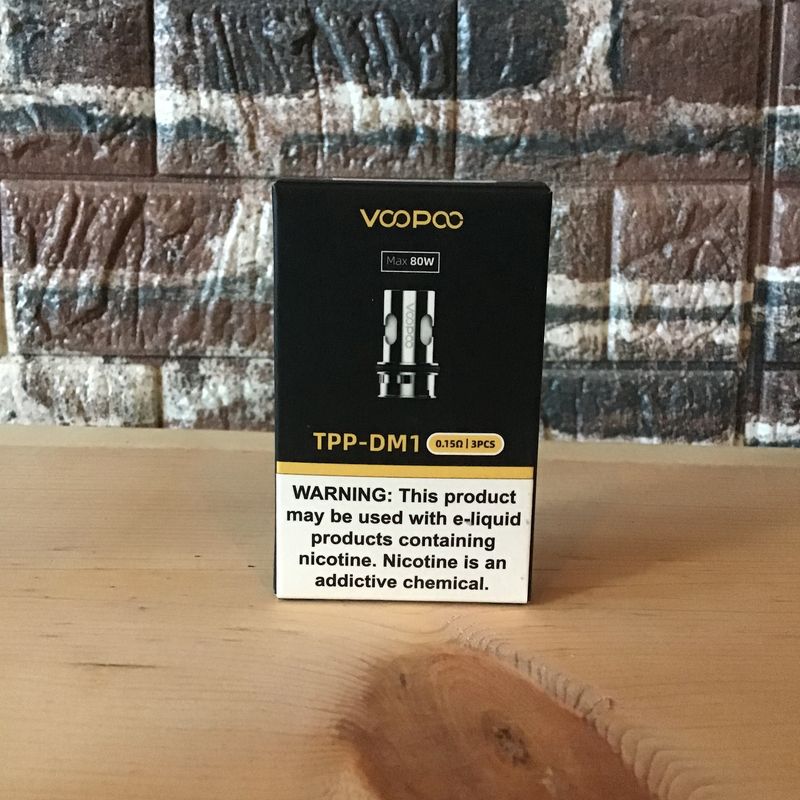 VOOPOO
Max 80W
VOOPOO
TPP-DM1 0.15Ω | 3PCS
WARNING: This product
may be used with e-liquid
products containing
nicotine. Nicotine is an
addictive chemical.